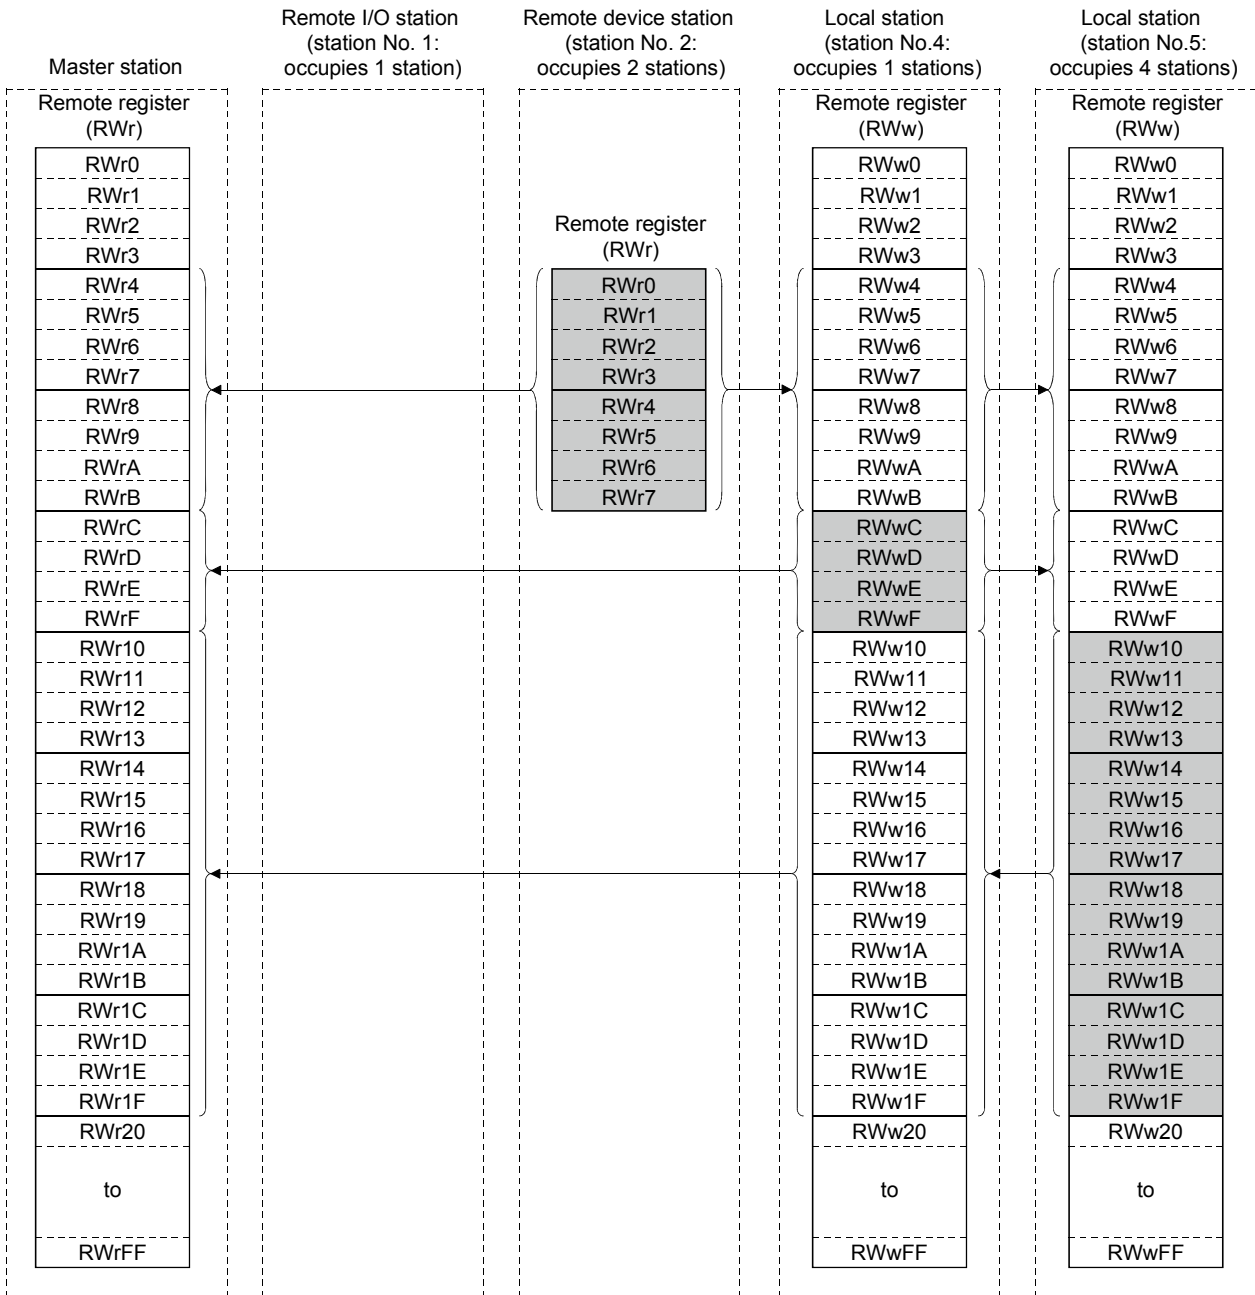 Master station
Remote I/O station
(station No. 1:
occupies 1 station)
Remote device station
(station No. 2:
occupies 2 stations)
Local station
(station No.4:
occupies 1 stations)
Local station
(station No.5:
occupies 4 stations)
Remote register
(RWr)
RWr0
RWr1
RWr2
RWr3
RWr4
RWr5
RWr6
RWr7
RWr8
RWr9
RWrA
RWrB
RWrC
RWrD
RWrE
RWrF
RWr10
RWr11
RWr12
RWr13
RWr14
RWr15
RWr16
RWr17
RWr18
RWr19
RWr1A
RWr1B
RWr1C
RWr1D
RWr1E
RWr1F
RWr20
to
RWrFF
Remote register
(RWr)
RWr0
RWr1
RWr2
RWr3
RWr4
RWr5
RWr6
RWr7
Remote register
(RWw)
RWw0
RWw1
RWw2
RWw3
RWw4
RWw5
RWw6
RWw7
RWw8
RWw9
RWwA
RWwB
RWwC
RWwD
RWwE
RWwF
RWw10
RWw11
RWw12
RWw13
RWw14
RWw15
RWw16
RWw17
RWw18
RWw19
RWw1A
RWw1B
RWw1C
RWw1D
RWw1E
RWw1F
RWw20
to
RWwFF
Remote register
(RWw)
RWw0
RWw1
RWw2
RWw3
RWw4
RWw5
RWw6
RWw7
RWw8
RWw9
RWwA
RWwB
RWwC
RWwD
RWwE
RWwF
RWw10
RWw11
RWw12
RWw13
RWw14
RWw15
RWw16
RWw17
RWw18
RWw19
RWw1A
RWw1B
RWw1C
RWw1D
RWw1E
RWw1F
RWw20
to
RWwFF